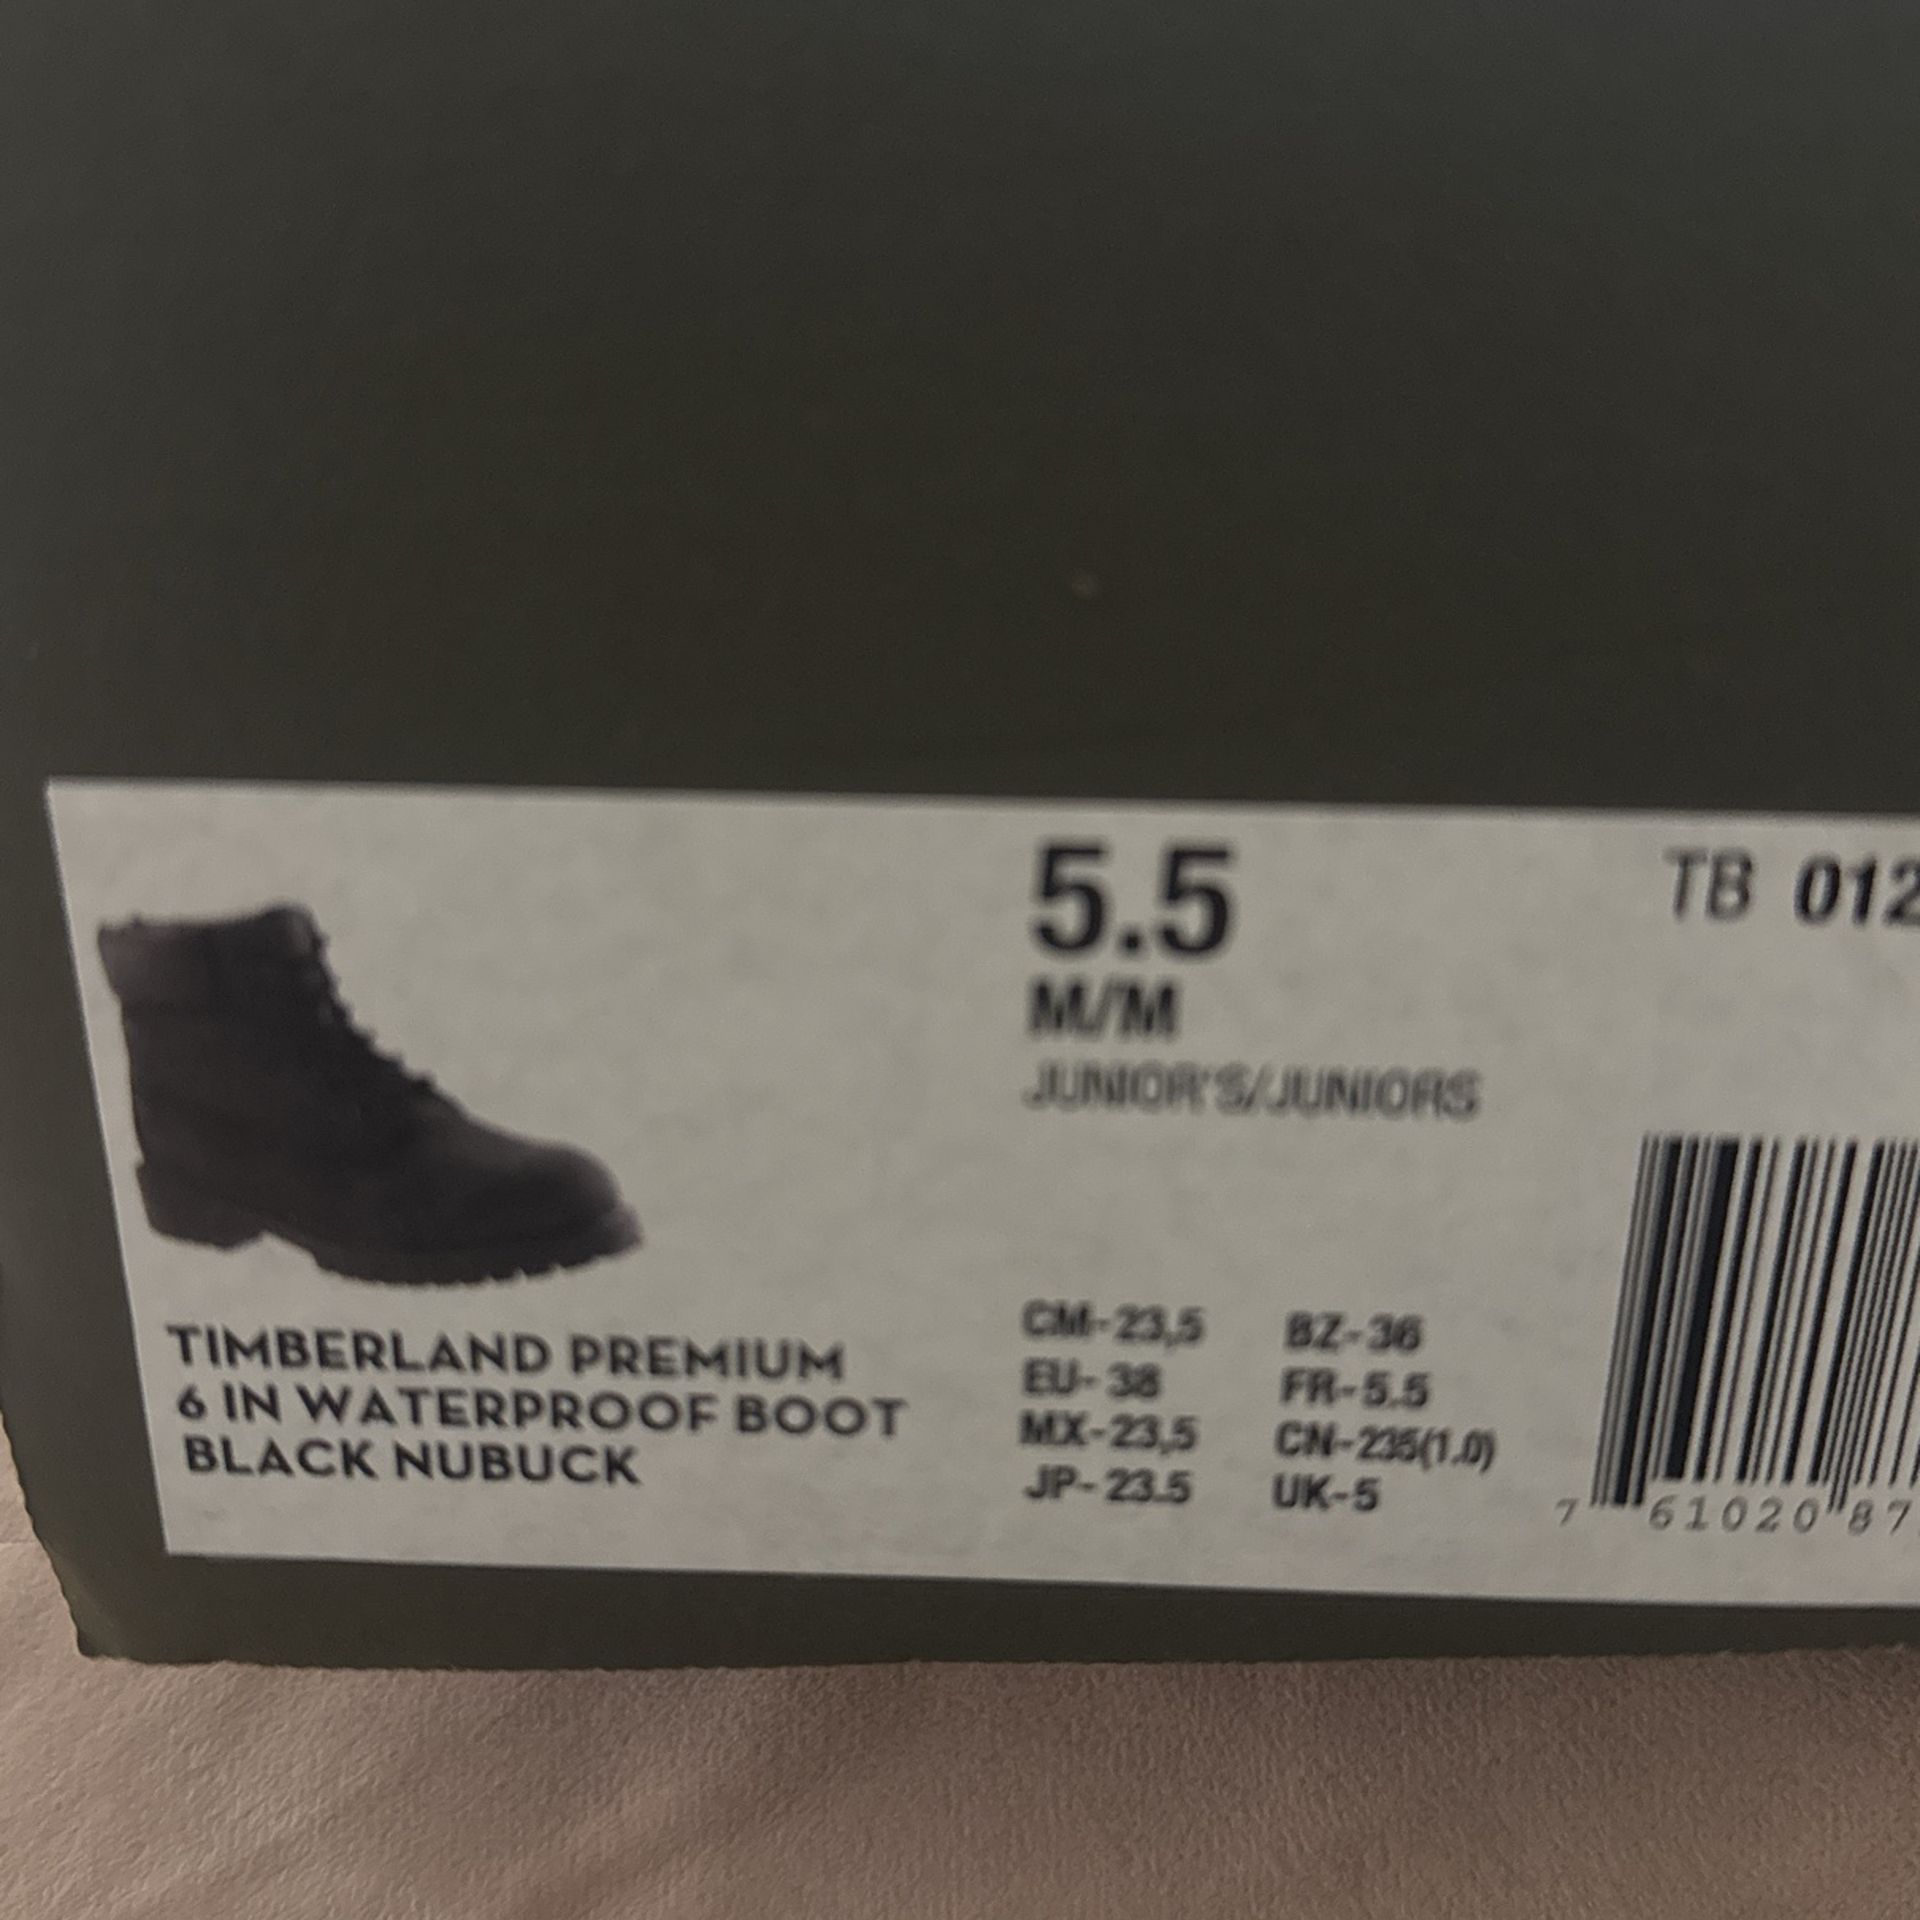 5.5
M/M
JUNIOR'S/JUNIORS
TB 012
TIMBERLAND PREMIUM
6 IN WATERPROOF BOOT
BLACK NUBUCK
CM-23,5 BZ-36
EU-38 FR-5.5
MX-23,5 CN-235(1.0)
JP-23.5 UK-5
7 61020 87